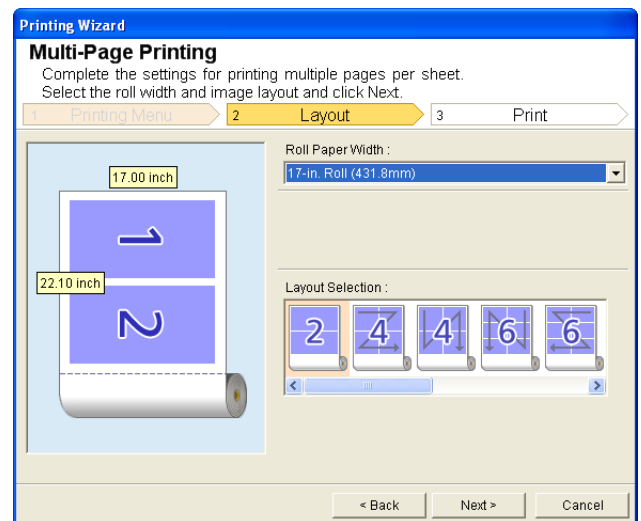 Printing Wizard
Multi-Page Printing
Complete the settings for printing multiple pages per sheet.
Select the roll width and image layout and click Next.
1 Printing Menu 2 Layout 3 Print
17.00 inch
22.10 inch
1
2
Roll Paper Width :
17-in. Roll (431.8mm)
Layout Selection :
2 4 4 6 6
< Back Next > Cancel